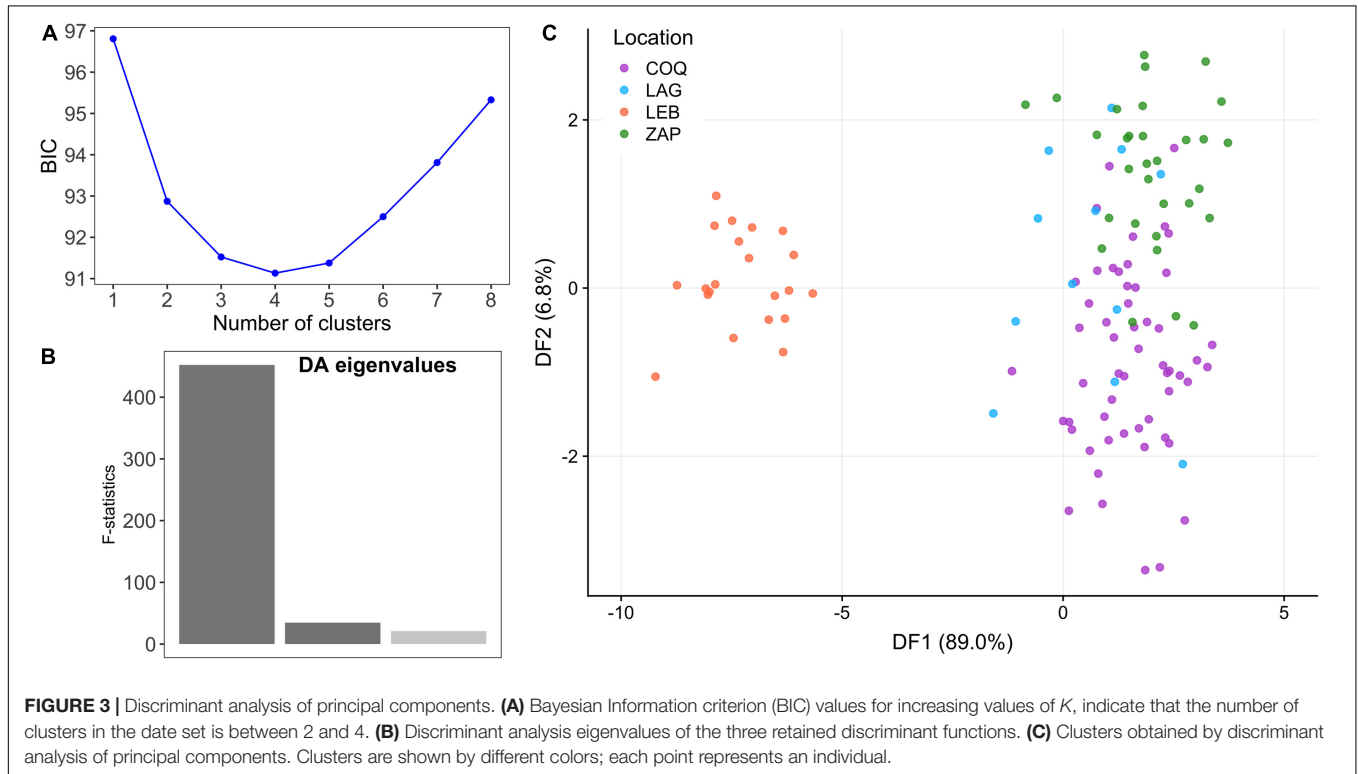 A
97
96
95
94
93
92
91
BIC
1 2 3 4 5 6 7 8
Number of clusters
B
DA eigenvalues
400
300
200
100
0
F-statistics
C
Location
COQ
LAG
LEB
ZAP
2
0
-2
DF2 (6.8%)
-10 -5 0 5
DF1 (89.0%)
FIGURE 3 | Discriminant analysis of principal components. (A) Bayesian Information criterion (BIC) values for increasing values of K, indicate that the number of
clusters in the date set is between 2 and 4. (B) Discriminant analysis eigenvalues of the three retained discriminant functions. (C) Clusters obtained by discriminant
analysis of principal components. Clusters are shown by different colors; each point represents an individual.